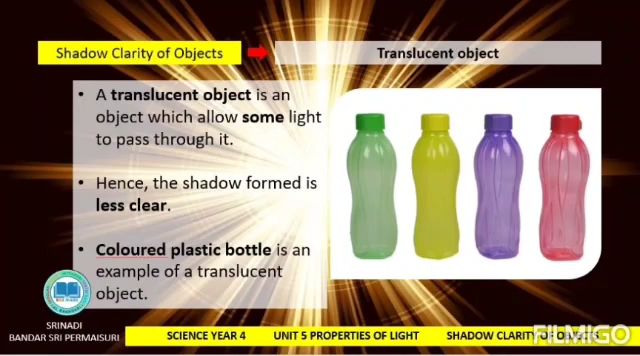 Shadow Clarity of Objects
Translucent object
• A translucent object is an
object which allow some light
to pass through it.
• Hence, the shadow formed is
less clear.
• Coloured plastic bottle is an
example of a translucent
object.
SRINADI
BANDAR SRI PERMAISURI
SCIENCE YEAR 4 UNIT 5 PROPERTIES OF LIGHT SHADOW CLARITY OF OBJECTS
FILMIGO